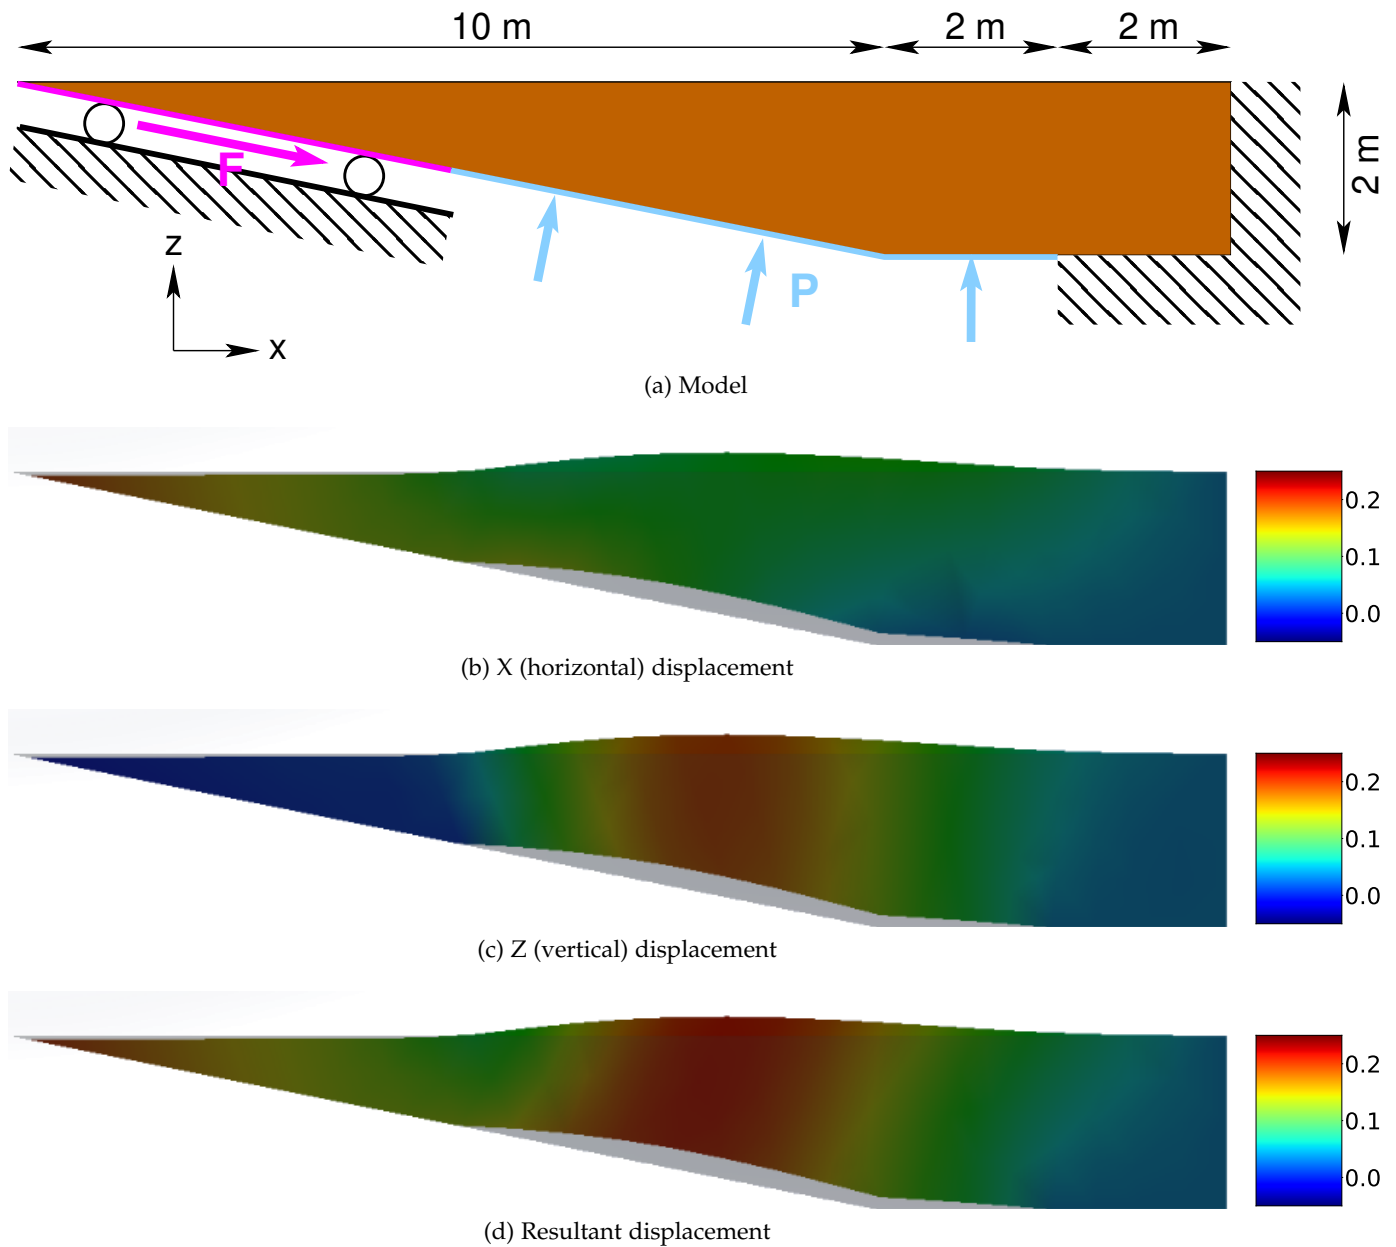 10 m
2 m
2 m
2 m
F
P
z
x
(a) Model
0.2
0.1
0.0
(b) X (horizontal) displacement
0.2
0.1
0.0
(c) Z (vertical) displacement
0.2
0.1
0.0
(d) Resultant displacement